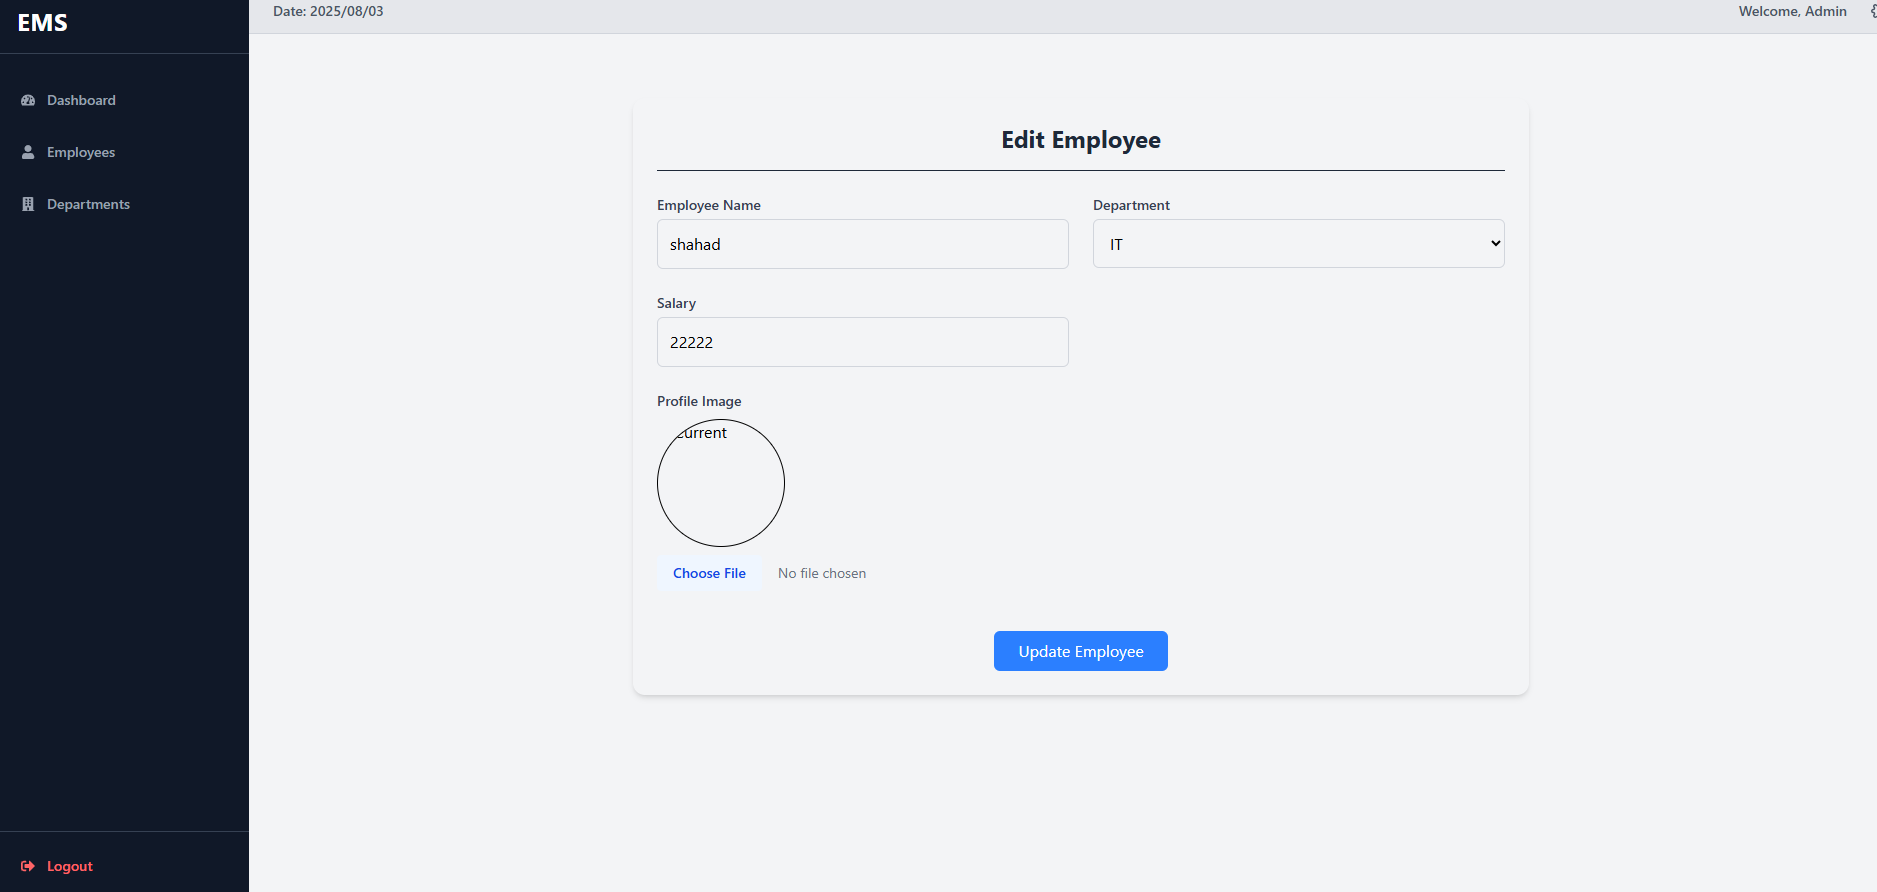 EMS
Date: 2025/08/03
Welcome, Admin
Dashboard
Employees
Departments
Logout
Edit Employee
Employee Name
Department
shahad
IT
Salary
22222
Profile Image
Current
Choose File
No file chosen
Update Employee